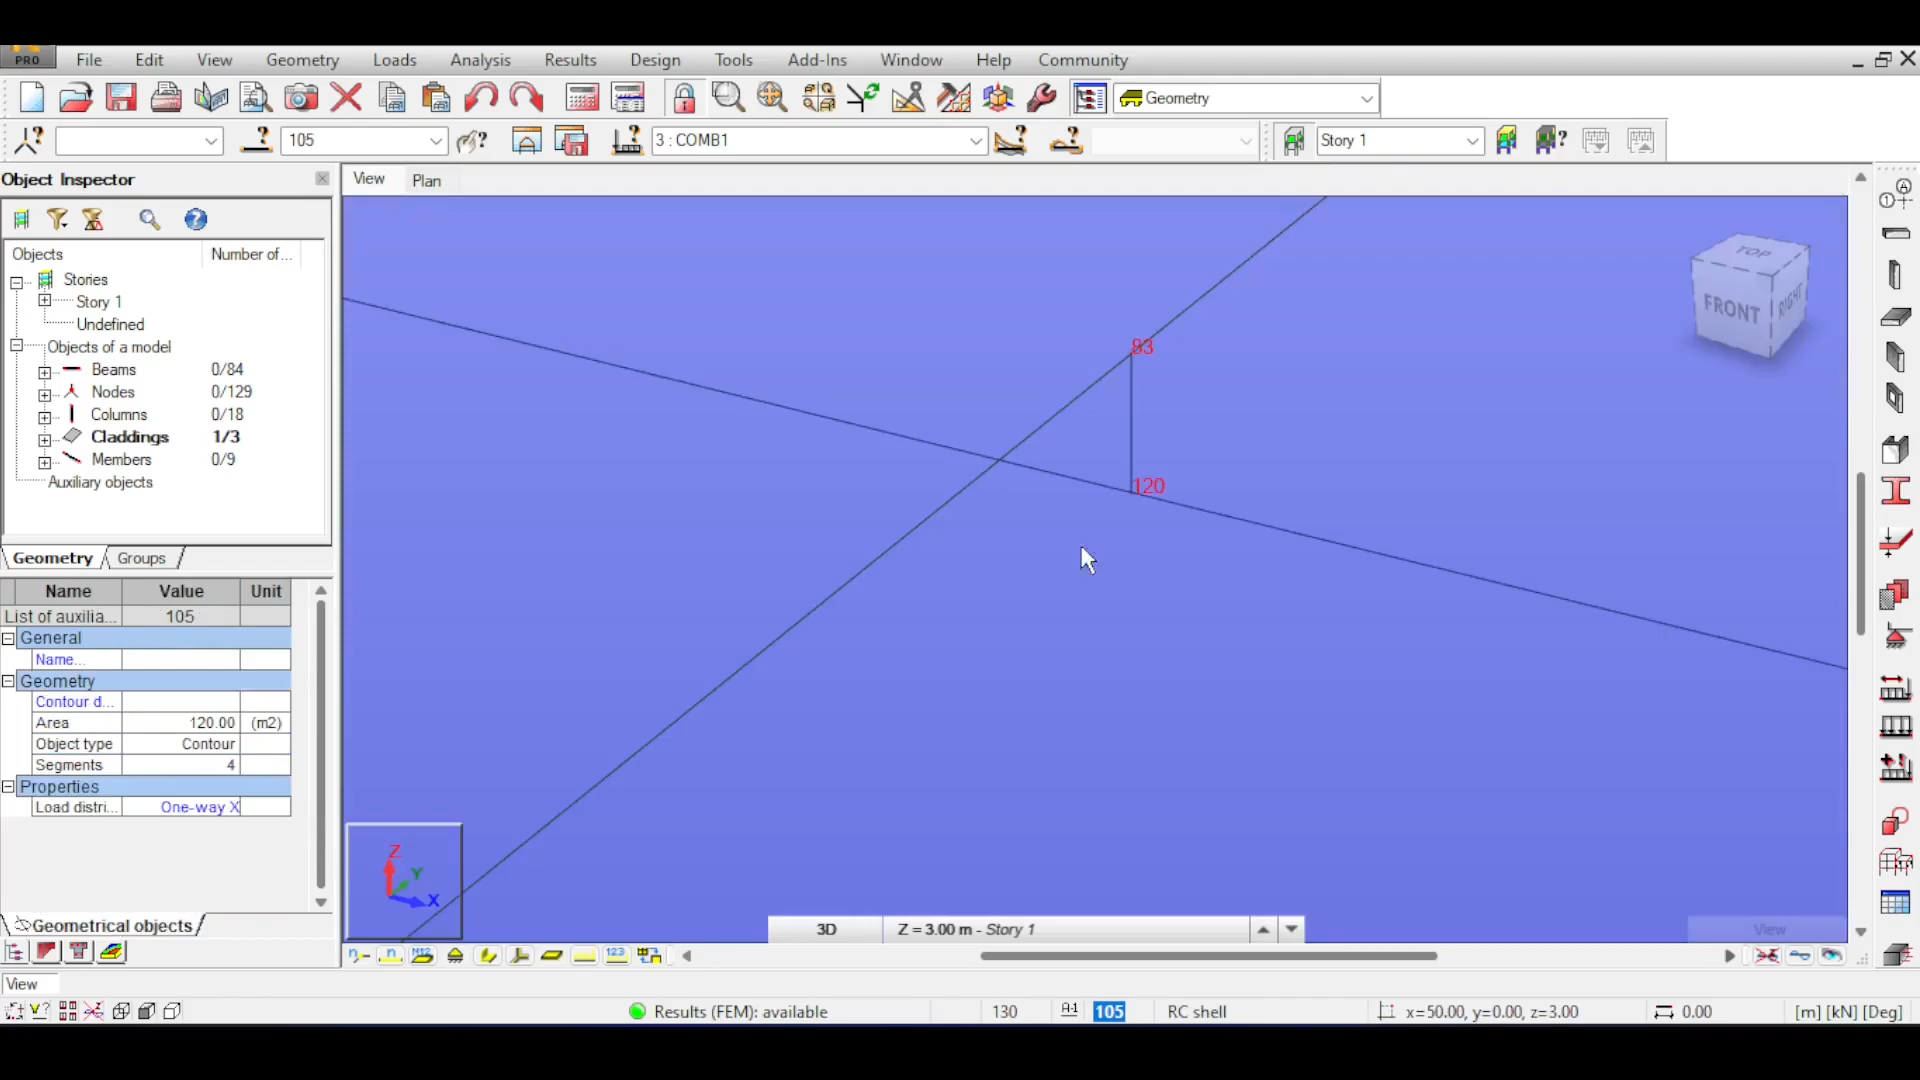 PRO File Edit View Geometry Loads Analysis Results Design Tools Add-Ins Window Help Community
Geometry
105 3 : COMB1 Story 1
Object Inspector
View Plan
Objects Number of...
Stories
Story 1
Undefined
Objects of a model
Beams 0/84
Nodes 0/129
Columns 0/18
Claddings 1/3
Members 0/9
Auxiliary objects
Geometry Groups
Name Value Unit
List of auxilia... 105
General
Name...
Geometry
Contour d...
Area 120.00 (m2)
Object type Contour
Segments 4
Properties
Load distri... One-way X
Geometrical objects
TOP
FRONT RIGHT
93
120
Z
Y
X
3D Z = 3.00 m - Story 1
View
View
Results (FEM): available 130 105 RC shell x=50.00, y=0.00, z=3.00 0.00 [m] [kN] [Deg]